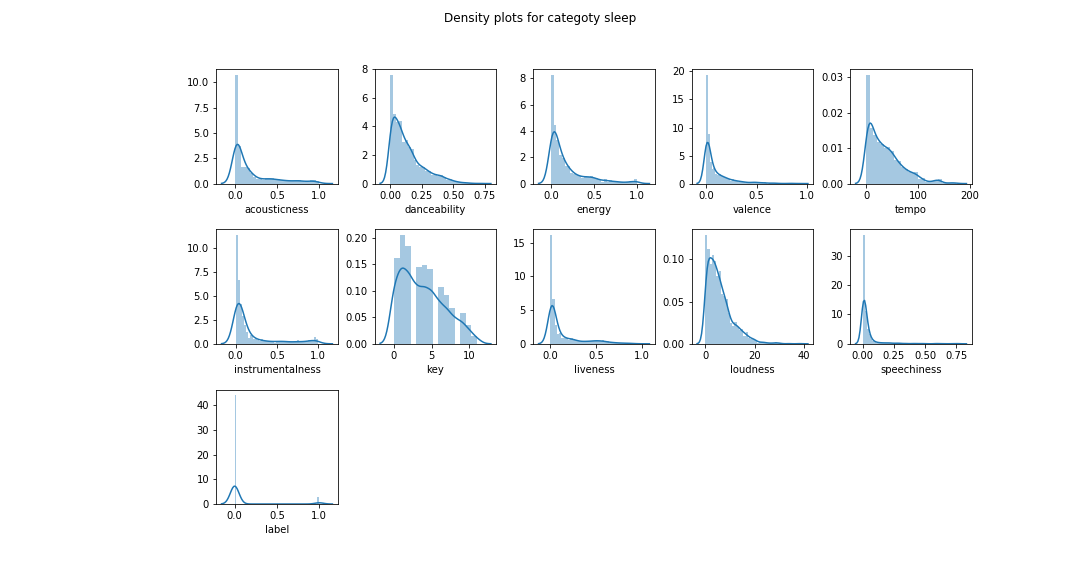 Density plots for categoty sleep
10.0
7.5
5.0
2.5
0.0
0.0 0.5 1.0
acousticness
8
6
4
2
0
0.00 0.25 0.50 0.75
danceability
8
6
4
2
0
0.0 0.5 1.0
energy
20
15
10
5
0
0.0 0.5 1.0
valence
0.03
0.02
0.01
0.00
0 100 200
tempo
10.0
7.5
5.0
2.5
0.0
0.0 0.5 1.0
instrumentalness
0.20
0.15
0.10
0.05
0.00
0 5 10
key
15
10
5
0
0.0 0.5 1.0
liveness
0.10
0.05
0.00
0 20 40
loudness
30
20
10
0
0.00 0.25 0.50 0.75
speechiness
40
30
20
10
0
0.0 0.5 1.0
label